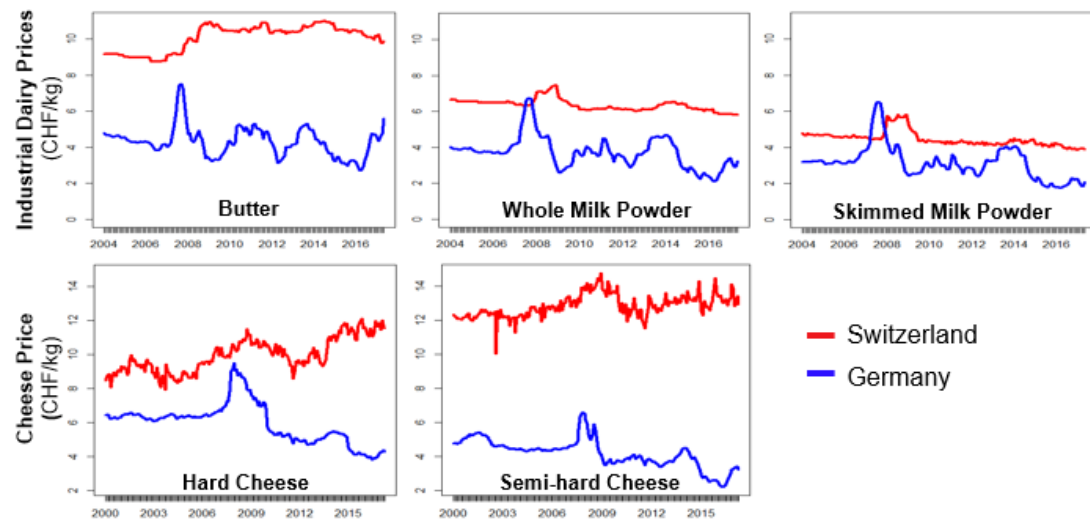 Industrial Dairy Prices
(CHF/kg)
0 2 4 6 8 10
Butter
2004 2006 2008 2010 2012 2014 2016
0 2 4 6 8 10
Whole Milk Powder
2004 2006 2008 2010 2012 2014 2016
0 2 4 6 8 10
Skimmed Milk Powder
2004 2006 2008 2010 2012 2014 2016
Cheese Price
(CHF/kg)
2 4 6 8 10 12 14
Hard Cheese
2000 2003 2006 2009 2012 2015
2 4 6 8 10 12 14
Semi-hard Cheese
2000 2003 2006 2009 2012 2015
Switzerland
Germany